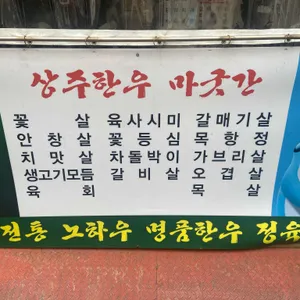 상주한우 마굿간
꽃 살 육사시미 갈매기살
안창살 꽃등심 목항정
치맛살 차돌박이 가브리살
생고기모듬 갈비살 오겹살
육 회 목 살
전통 노하우 명품한우 정육